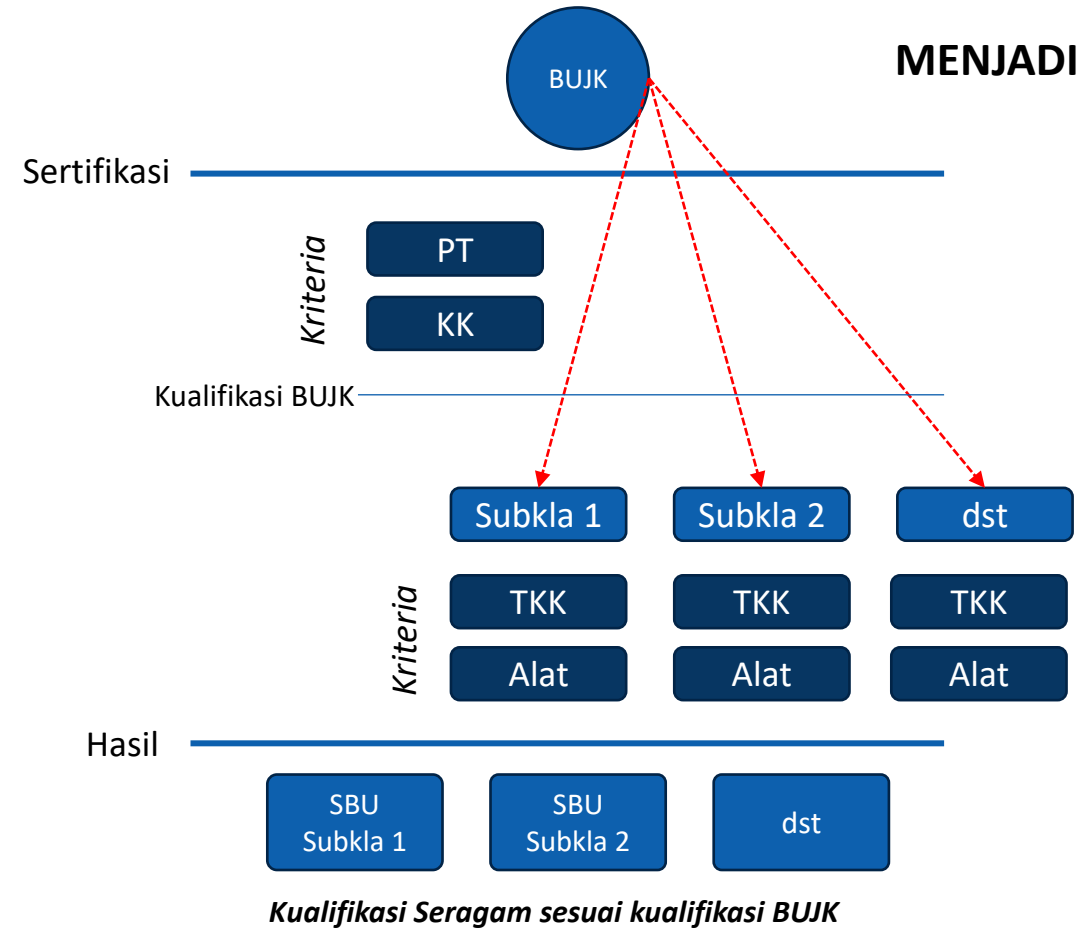 BUJK
MENJADI
Sertifikasi
Kriteria
PT
KK
Kualifikasi BUJK
Subkla 1
Subkla 2
dst
Kriteria
TKK
TKK
TKK
Alat
Alat
Alat
Hasil
SBU
Subkla 1
SBU
Subkla 2
dst
Kualifikasi Seragam sesuai kualifikasi BUJK